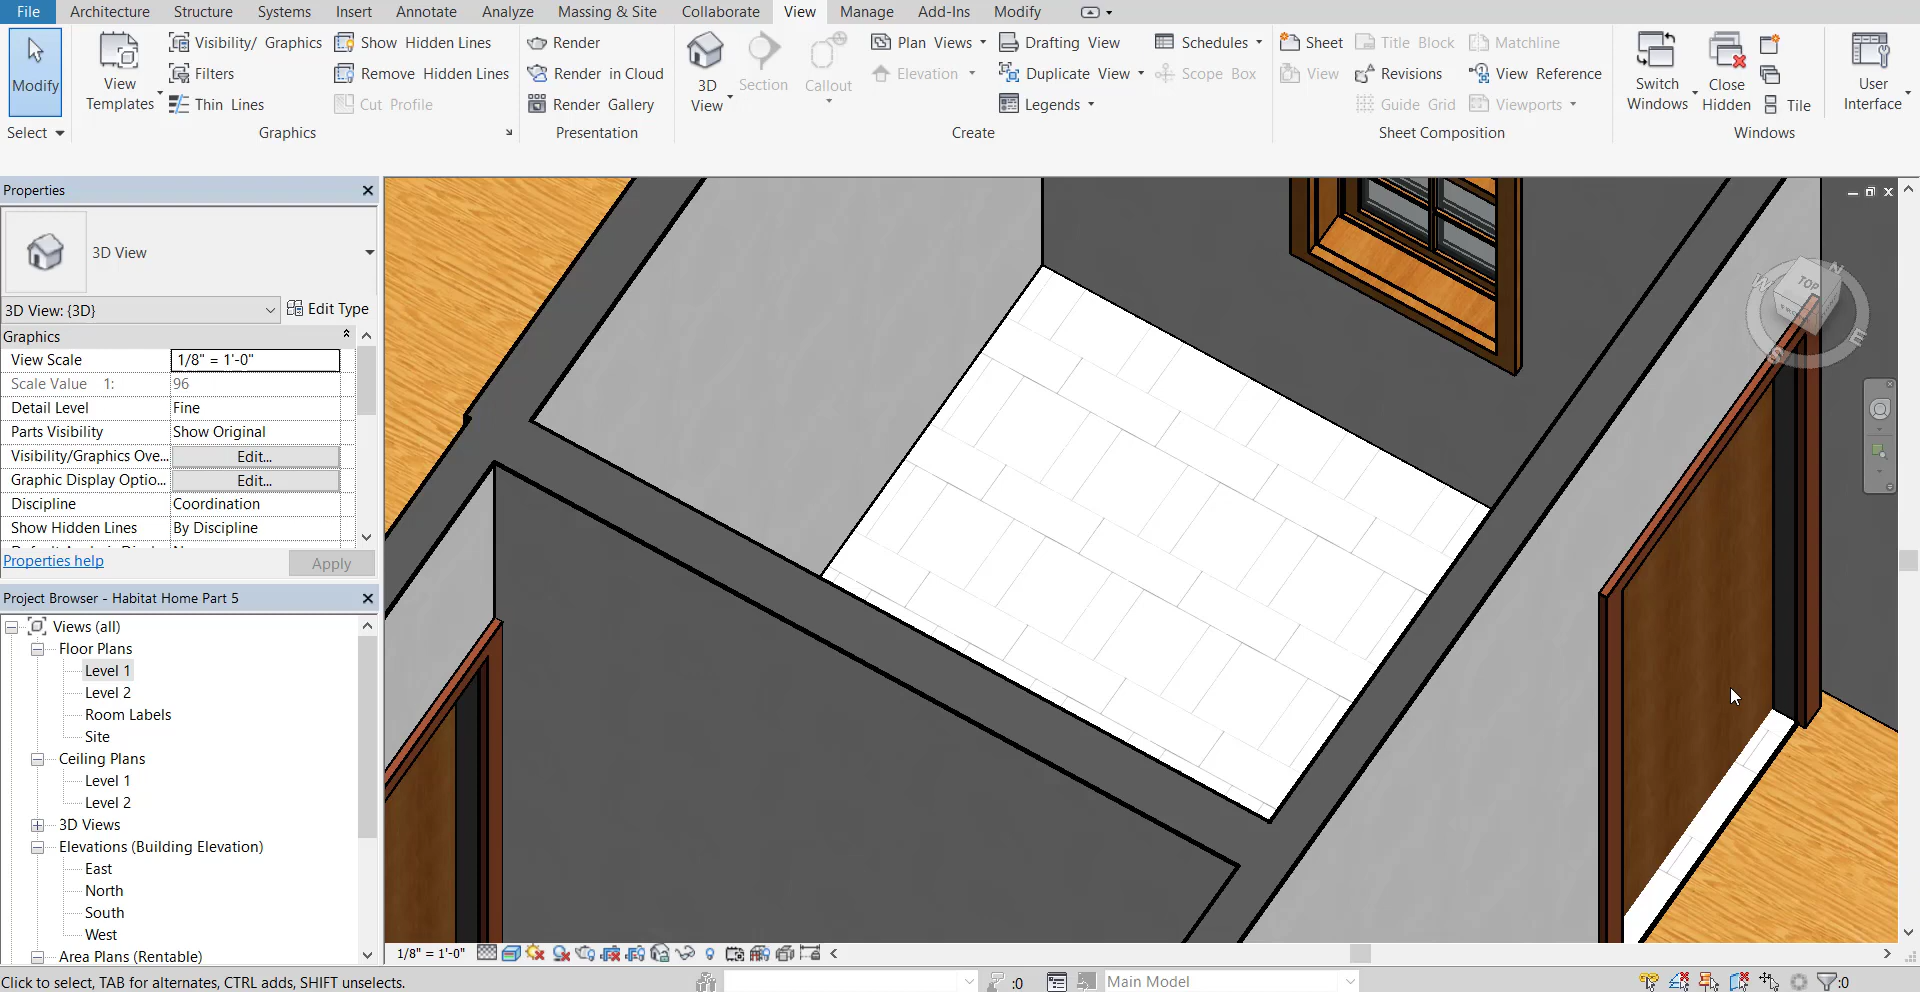 File Architecture Structure Systems Insert Annotate Analyze Massing & Site Collaborate View Manage Add-Ins Modify
Modify
Select
View Templates
Visibility/ Graphics
Filters
Thin Lines
Show Hidden Lines
Remove Hidden Lines
Cut Profile
Graphics
Render
Render in Cloud
Render Gallery
Presentation
3D View
Section
Callout
Plan Views
Elevation
Drafting View
Duplicate View
Legends
Schedules
Scope Box
Create
Sheet
View
Title Block
Revisions
Guide Grid
Matchline
View Reference
Viewports
Sheet Composition
Switch Windows
Close Hidden
Tile
Windows
User Interface
Properties
3D View
3D View: {3D}
Edit Type
Graphics
View Scale 1/8" = 1'-0"
Scale Value 1: 96
Detail Level Fine
Parts Visibility Show Original
Visibility/Graphics Ove... Edit...
Graphic Display Optio... Edit...
Discipline Coordination
Show Hidden Lines By Discipline
Properties help
Apply
Project Browser - Habitat Home Part 5
Views (all)
Floor Plans
Level 1
Level 2
Room Labels
Site
Ceiling Plans
Level 1
Level 2
3D Views
Elevations (Building Elevation)
East
North
South
West
Area Plans (Rentable)
TOP
N
W
E
S
1/8" = 1'-0"
Click to select, TAB for alternates, CTRL adds, SHIFT unselects.
:0
Main Model
:0